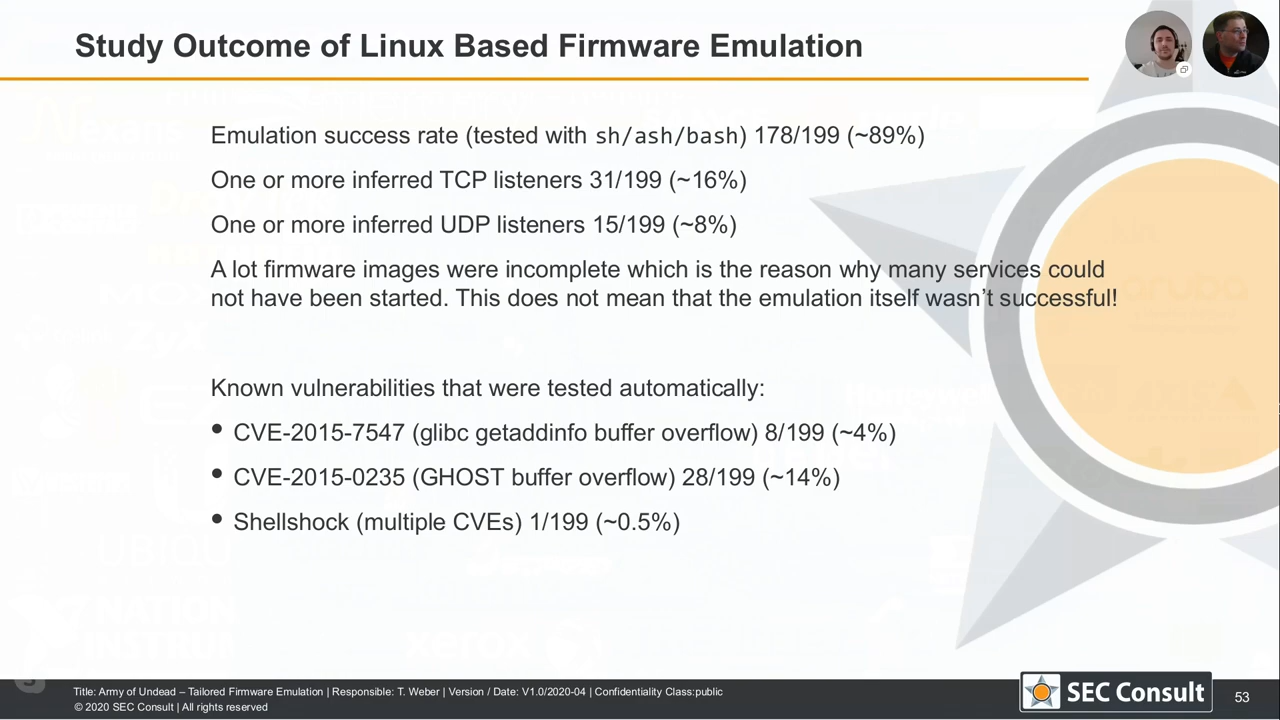 Study Outcome of Linux Based Firmware Emulation
Emulation success rate (tested with sh/ash/bash) 178/199 (~89%)
One or more inferred TCP listeners 31/199 (~16%)
One or more inferred UDP listeners 15/199 (~8%)
A lot firmware images were incomplete which is the reason why many services could
not have been started. This does not mean that the emulation itself wasn't successful!
Known vulnerabilities that were tested automatically:
• CVE-2015-7547 (glibc getaddinfo buffer overflow) 8/199 (~4%)
• CVE-2015-0235 (GHOST buffer overflow) 28/199 (~14%)
• Shellshock (multiple CVEs) 1/199 (~0.5%)
aruba
ZyX
UBIQU
NATION
INSTRUM
xerox
Title: Army of Undead – Tailored Firmware Emulation | Responsible: T. Weber | Version / Date: V1.0/2020-04 | Confidentiality Class:public
© 2020 SEC Consult | All rights reserved
SEC Consult
53